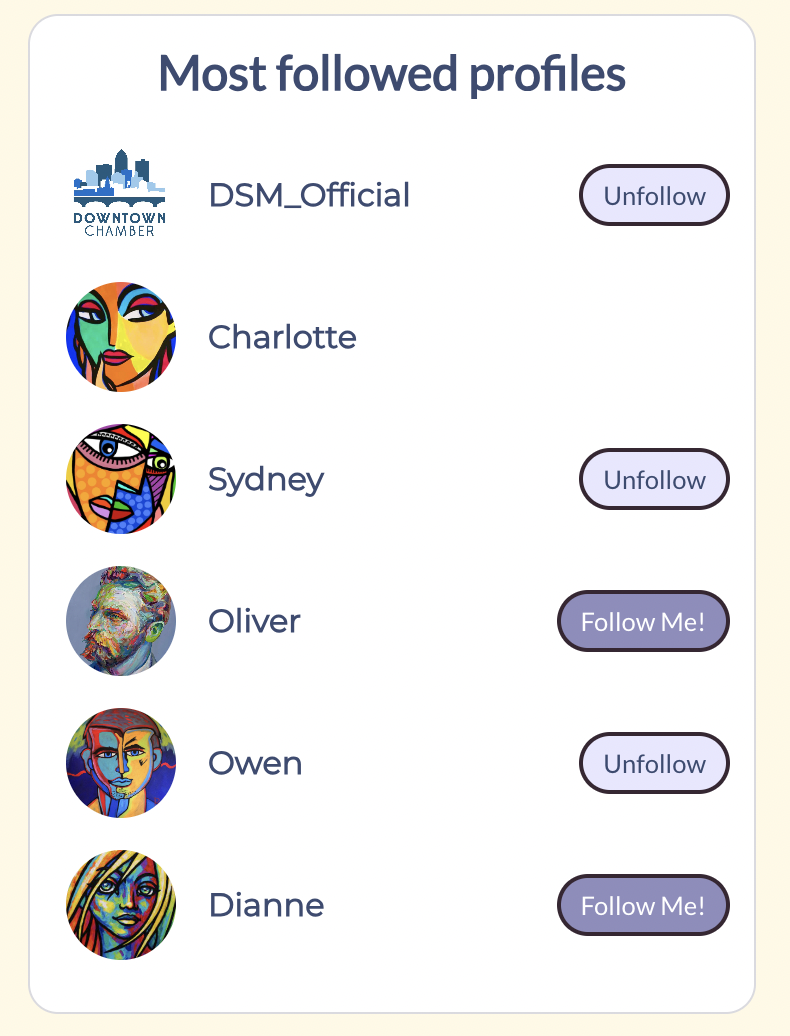 Most followed profiles
DOWNTOWN
CHAMBER
DSM_Official
Unfollow
Charlotte
Sydney
Unfollow
Oliver
Follow Me!
Owen
Unfollow
Dianne
Follow Me!